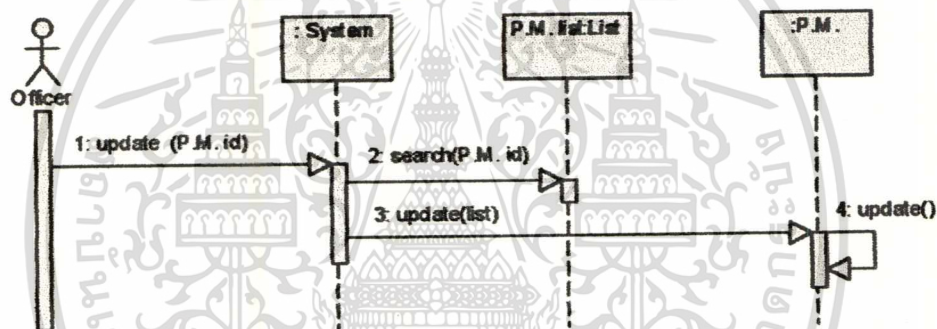 : System
P.M. list:List
:P.M.
Officer
1: update (P.M. id)
2: search(P.M. id)
3: update(list)
4: update()